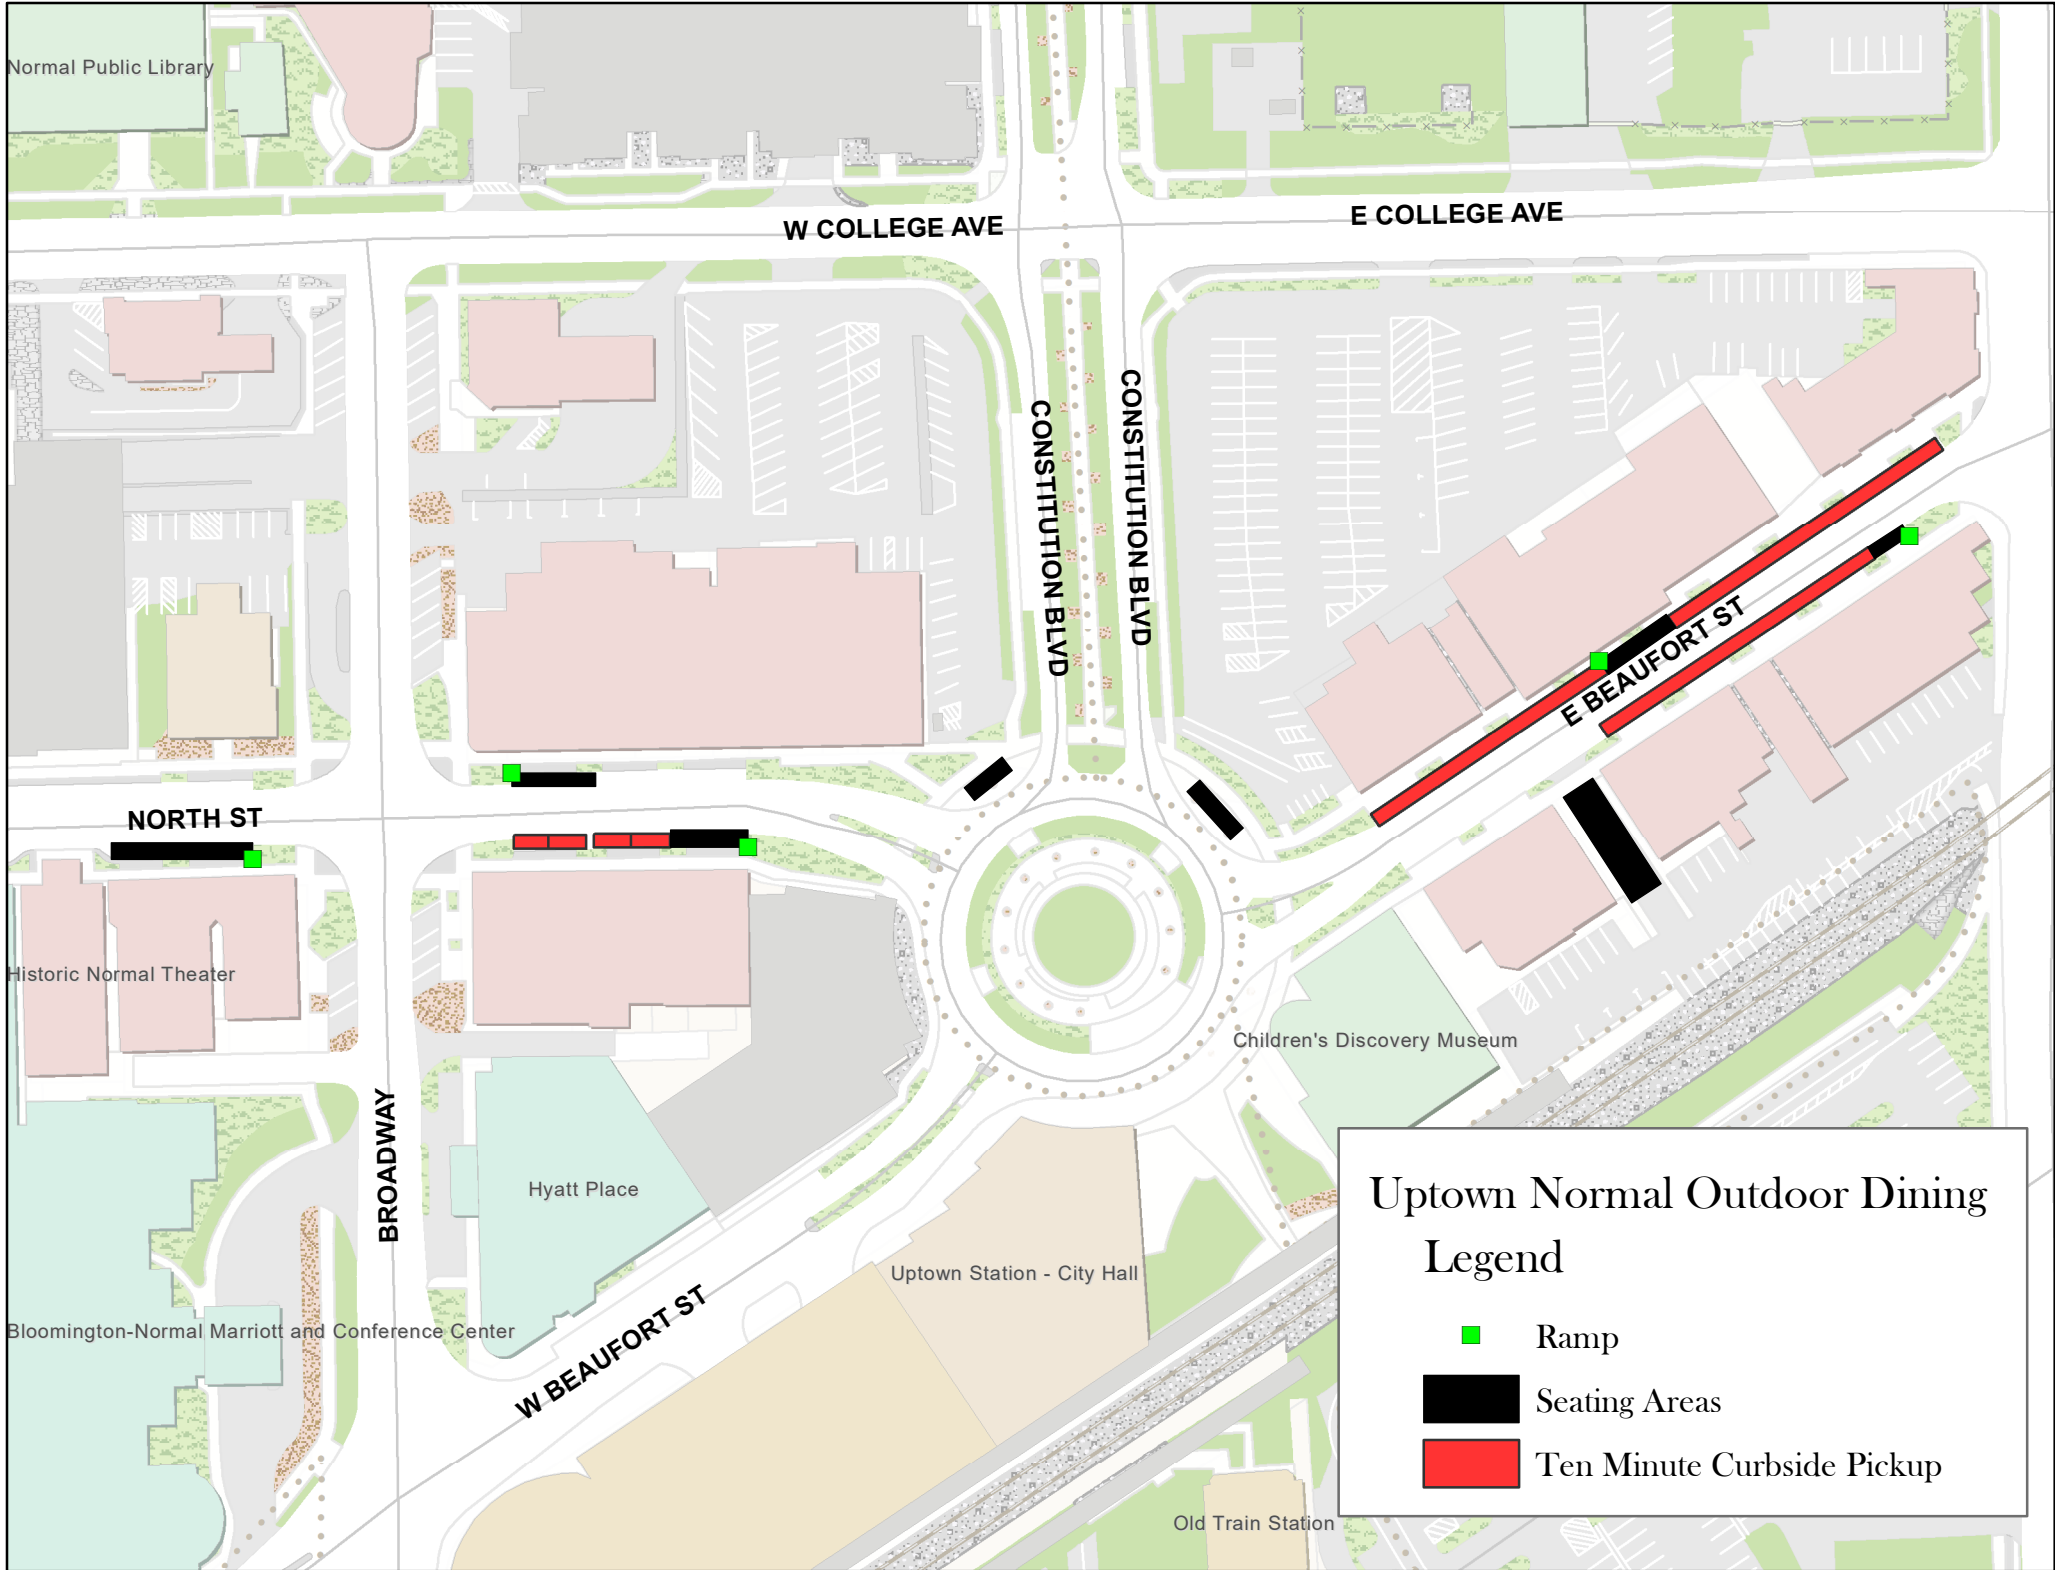 Normal Public Library
W COLLEGE AVE
E COLLEGE AVE
CONSTITUTION BLVD
CONSTITUTION BLVD
E BEAUFORT ST
NORTH ST
Historic Normal Theater
Children's Discovery Museum
BROADWAY
Hyatt Place
Uptown Station - City Hall
Bloomington-Normal Marriott and Conference Center
W BEAUFORT ST
Old Train Station
Uptown Normal Outdoor Dining
Legend
Ramp
Seating Areas
Ten Minute Curbside Pickup